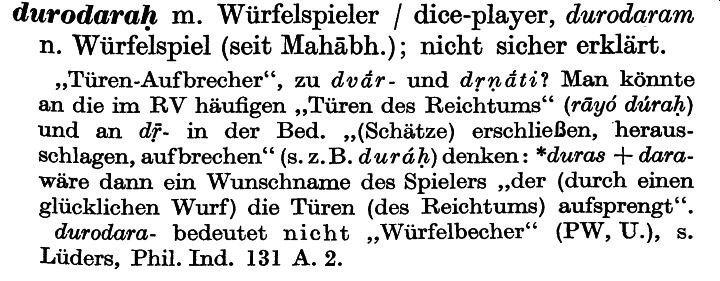 durodaraḥ m. Würfelspieler / dice-player, durodaram
n. Würfelspiel (seit Mahābh.); nicht sicher erklärt.
„Türen-Aufbrecher“, zu dvā́r- und dṛṇā́ti? Man könnte
an die im RV häufigen „Türen des Reichtums“ (rāyó dúraḥ)
und an dṝ- in der Bed. „(Schätze) erschließen, heraus-
schlagen, aufbrechen“ (s. z. B. duráḥ) denken: *duras + dara-
wäre dann ein Wunschname des Spielers „der (durch einen
glücklichen Wurf) die Türen (des Reichtums) aufsprengt“.
durodara- bedeutet nicht „Würfelbecher“ (PW, U.), s.
Lüders, Phil. Ind. 131 A. 2.